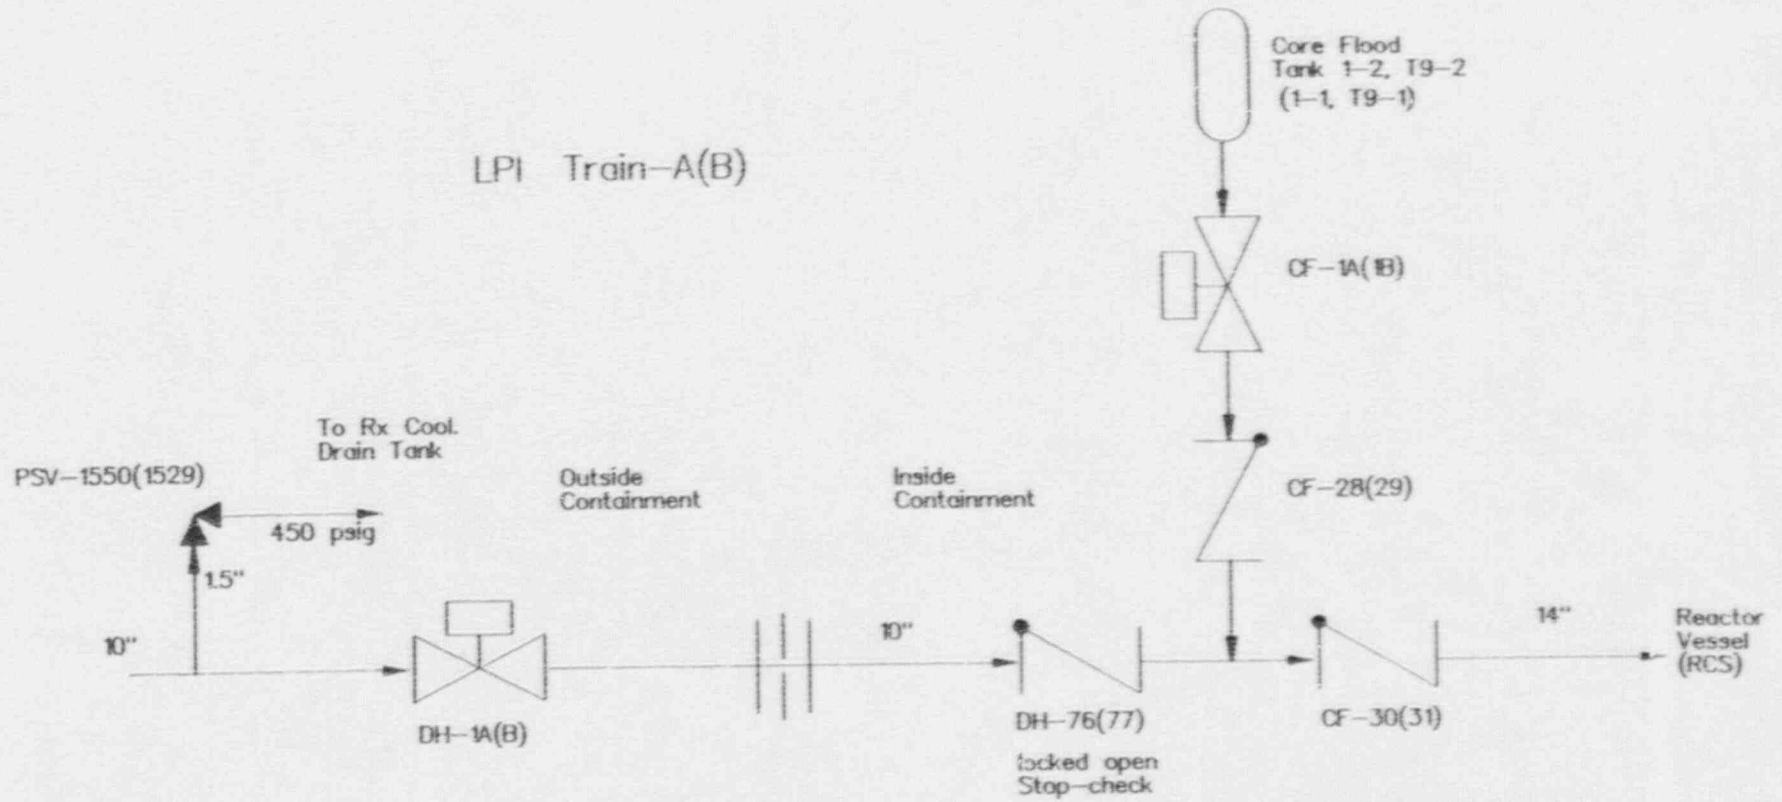 Core Flood
Tank 1-2, T9-2
(1-1, T9-1)
LPI Train-A(B)
CF-1A(1B)
To Rx Cool.
Drain Tank
PSV-1550(1529)
Outside
Containment
Inside
Containment
CF-28(29)
450 psig
1.5"
10"
10"
14"
Reactor
Vessel
(RCS)
DH-1A(B)
DH-76(77)
CF-30(31)
locked open
Stop-check